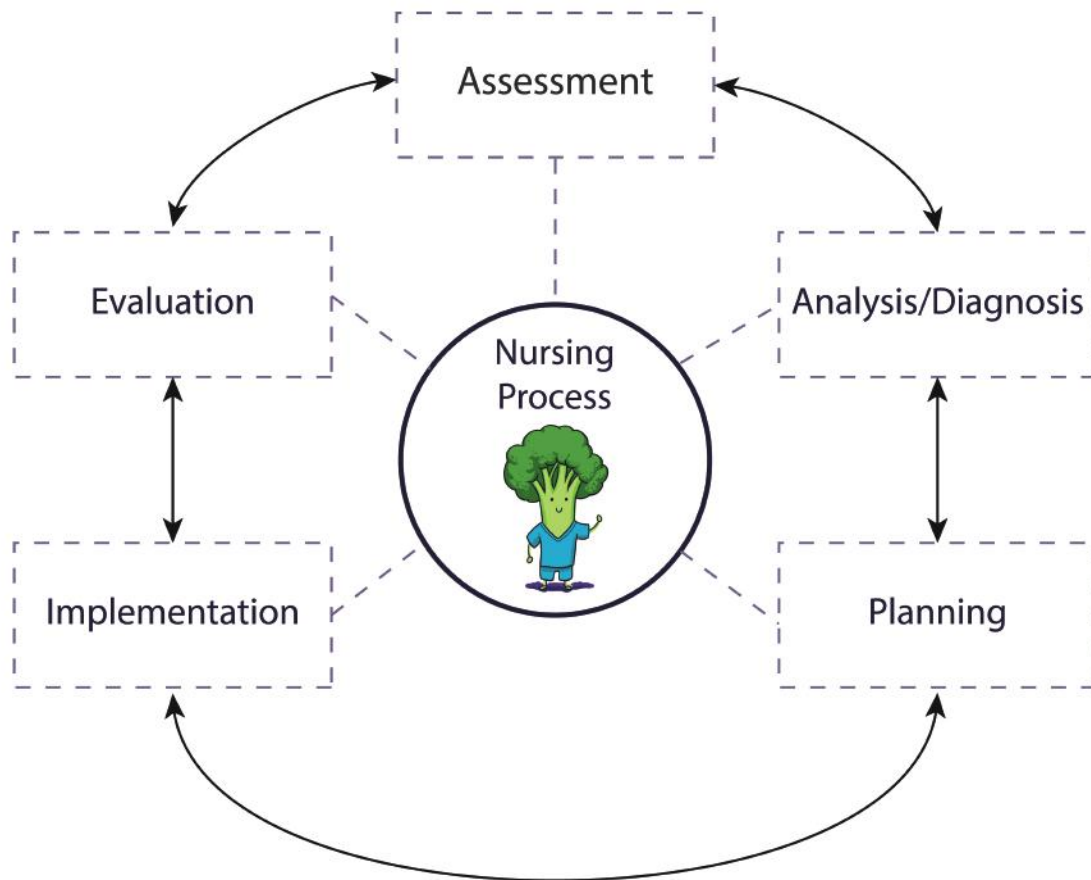 Assessment
Evaluation
Analysis/Diagnosis
Nursing
Process
Implementation
Planning